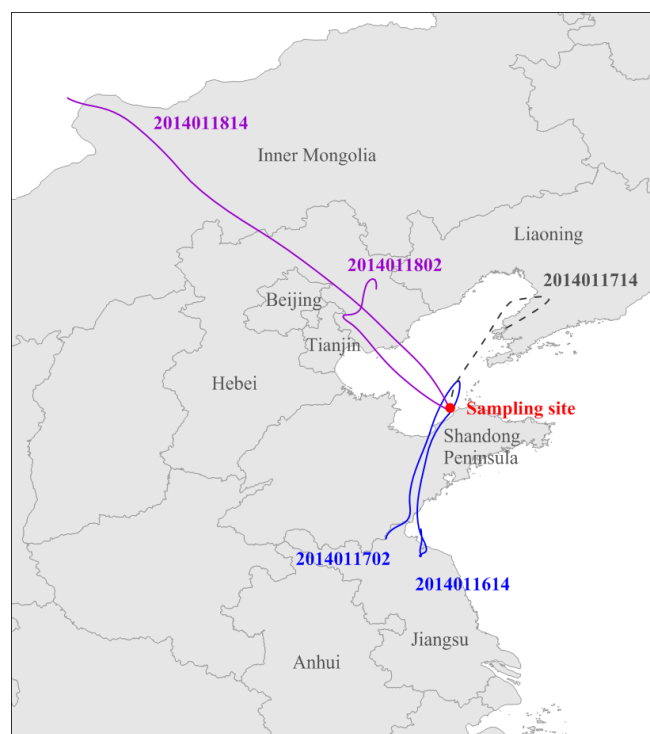 2014011814
Inner Mongolia
Liaoning
2014011802
2014011714
Beijing
Tianjin
Hebei
Sampling site
Shandong
Peninsula
2014011702
2014011614
Jiangsu
Anhui